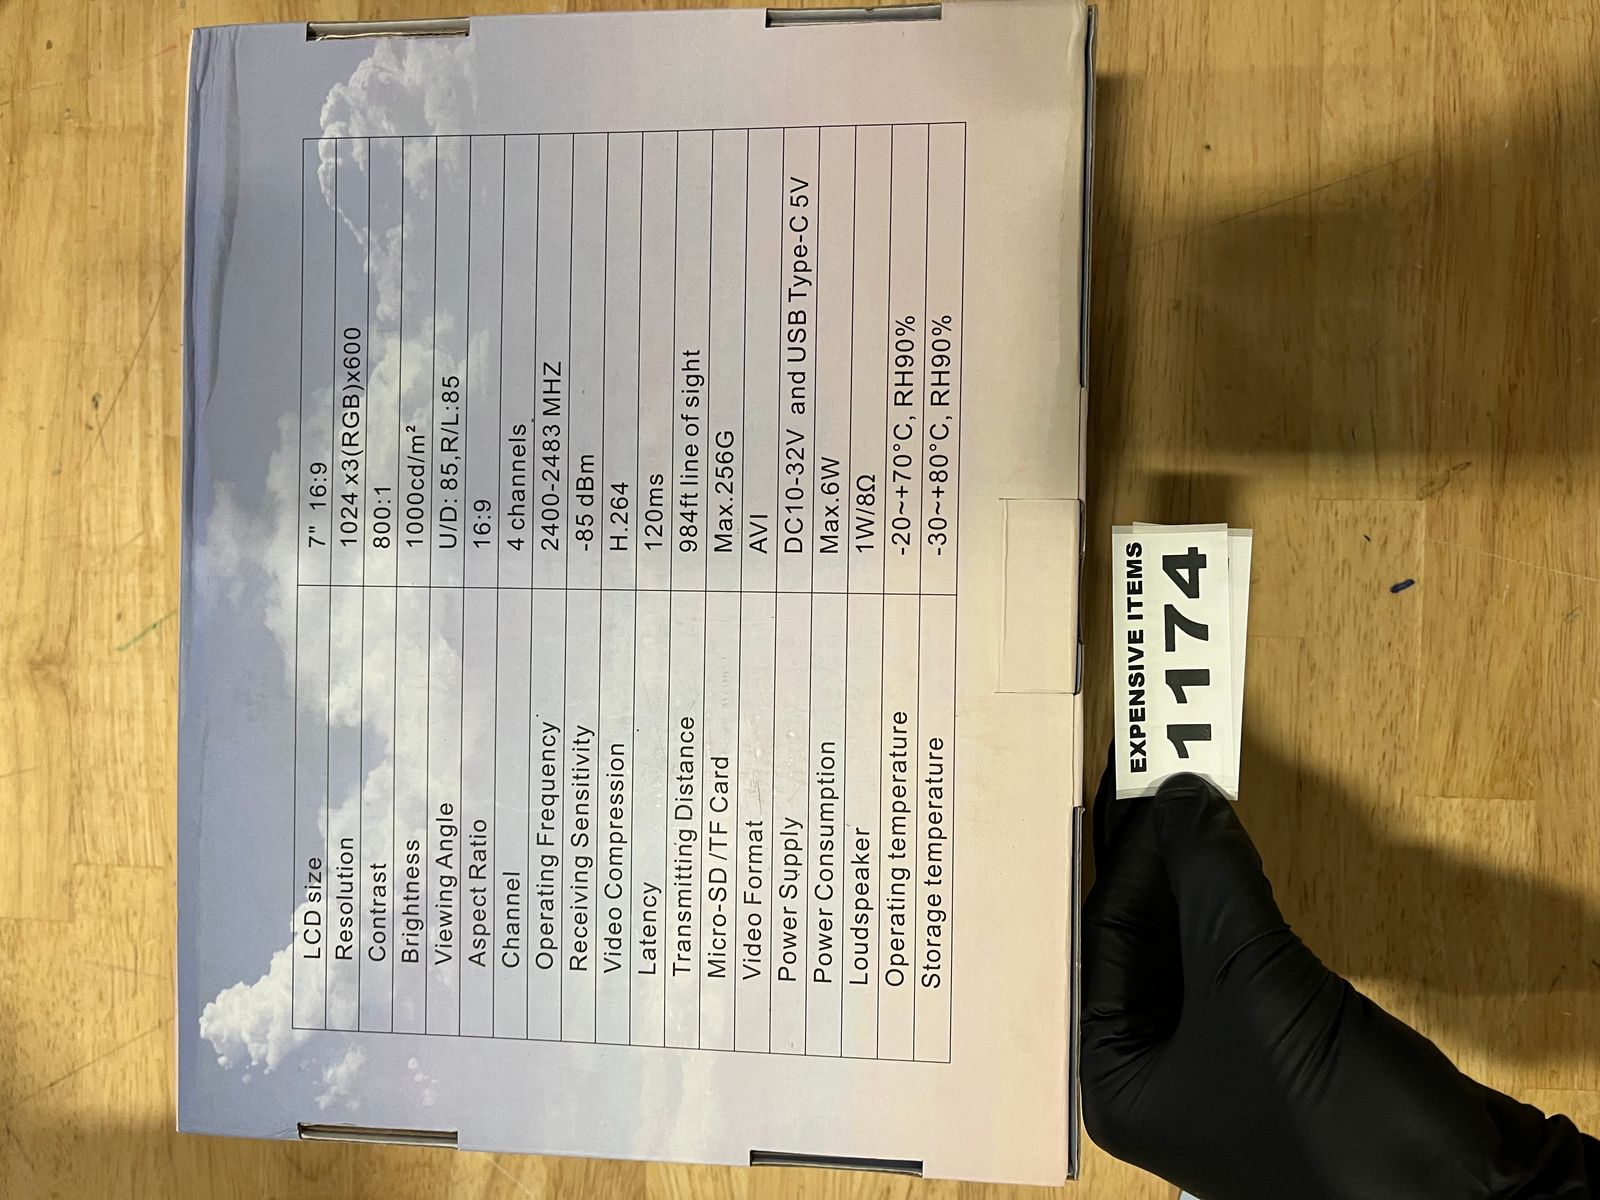 LCD size 7" 16:9
Resolution 1024 x3(RGB)x600
Contrast 800:1
Brightness 1000cd/m²
Viewing Angle U/D: 85,R/L:85
Aspect Ratio 16:9
Channel 4 channels
Operating Frequency 2400-2483 MHZ
Receiving Sensitivity -85 dBm
Video Compression H.264
Latency 120ms
Transmitting Distance 984ft line of sight
Micro-SD /TF Card Max.256G
Video Format AVI
Power Supply DC10-32V and USB Type-C 5V
Power Consumption Max.6W
Loudspeaker 1W/8Ω
Operating temperature -20~+70°C, RH90%
Storage temperature -30~+80°C, RH90%
EXPENSIVE ITEMS
1174